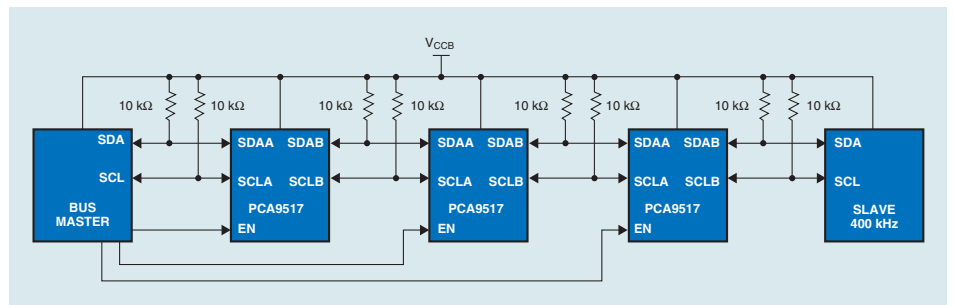 V_CCB
10 kΩ 10 kΩ 10 kΩ 10 kΩ 10 kΩ 10 kΩ 10 kΩ 10 kΩ
SDA SDAA SDAB SDAA SDAB SDAA SDAB SDA
SCL SCLA SCLB SCLA SCLB SCLA SCLB SCL
BUS PCA9517 PCA9517 PCA9517 SLAVE
MASTER EN EN EN 400 kHz